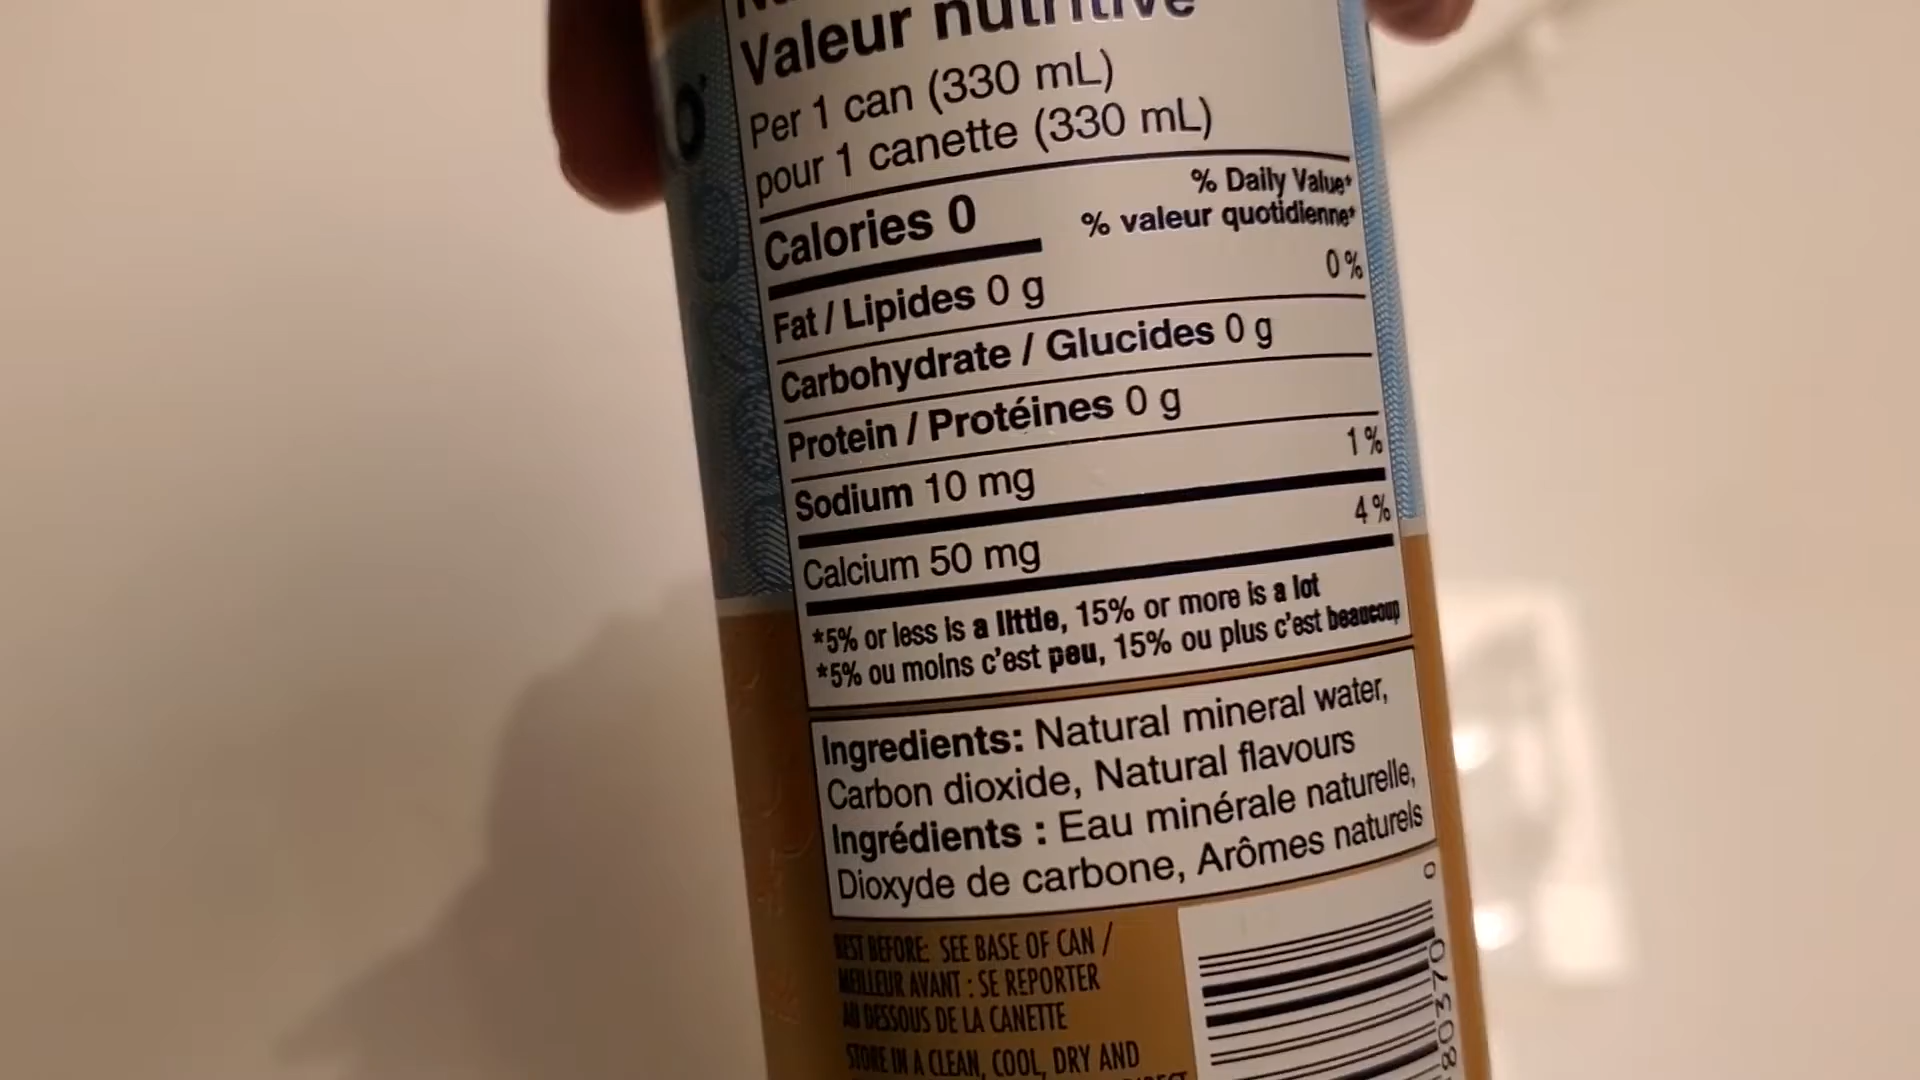 Valeur nutritive
Per 1 can (330 mL)
pour 1 canette (330 mL)
% Daily Value*
Calories 0
% valeur quotidienne*
Fat / Lipides 0 g 0 %
Carbohydrate / Glucides 0 g
Protein / Protéines 0 g
Sodium 10 mg 1 %
Calcium 50 mg 4 %
*5% or less is a little, 15% or more is a lot
*5% ou moins c'est peu, 15% ou plus c'est beaucoup
Ingredients: Natural mineral water,
Carbon dioxide, Natural flavours
Ingrédients : Eau minérale naturelle,
Dioxyde de carbone, Arômes naturels
BEST BEFORE: SEE BASE OF CAN /
MEILLEUR AVANT : SE REPORTER
AU DESSOUS DE LA CANETTE
STORE IN A CLEAN, COOL, DRY AND